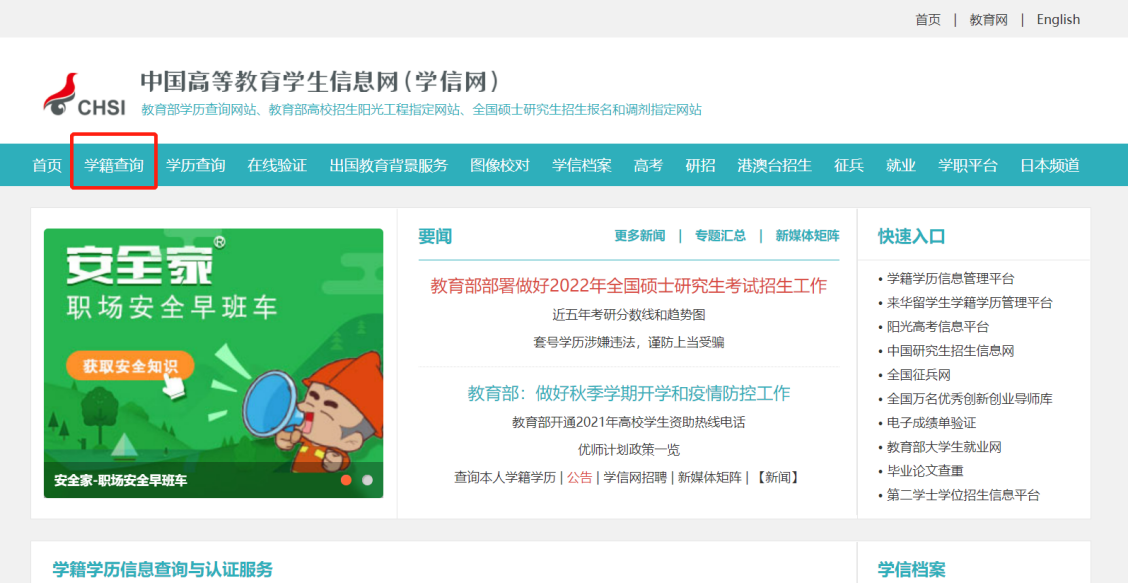 首页 | 教育网 | English
中国高等教育学生信息网(学信网)
CHSI
教育部学历查询网站、教育部高校招生阳光工程指定网站、全国硕士研究生招生报名和调剂指定网站
首页 学籍查询 学历查询 在线验证 出国教育背景服务 图像校对 学信档案 高考 研招 港澳台招生 征兵 就业 学职平台 日本频道
安全家®
职场安全早班车
获取安全知识
安全家-职场安全早班车
要闻
更多新闻 | 专题汇总 | 新媒体矩阵
教育部部署做好2022年全国硕士研究生考试招生工作
近五年考研分数线和趋势图
套号学历涉嫌违法，谨防上当受骗
教育部：做好秋季学期开学和疫情防控工作
教育部开通2021年高校学生资助热线电话
优师计划政策一览
查询本人学籍学历 | 公告 | 学信网招聘 | 新媒体矩阵 | 【新闻】
快速入口
• 学籍学历信息管理平台
• 来华留学生学籍学历管理平台
• 阳光高考信息平台
• 中国研究生招生信息网
• 全国征兵网
• 全国万名优秀创新创业导师库
• 电子成绩单验证
• 教育部大学生就业网
• 毕业论文查重
• 第二学士学位招生信息平台
学籍学历信息查询与认证服务
学信档案